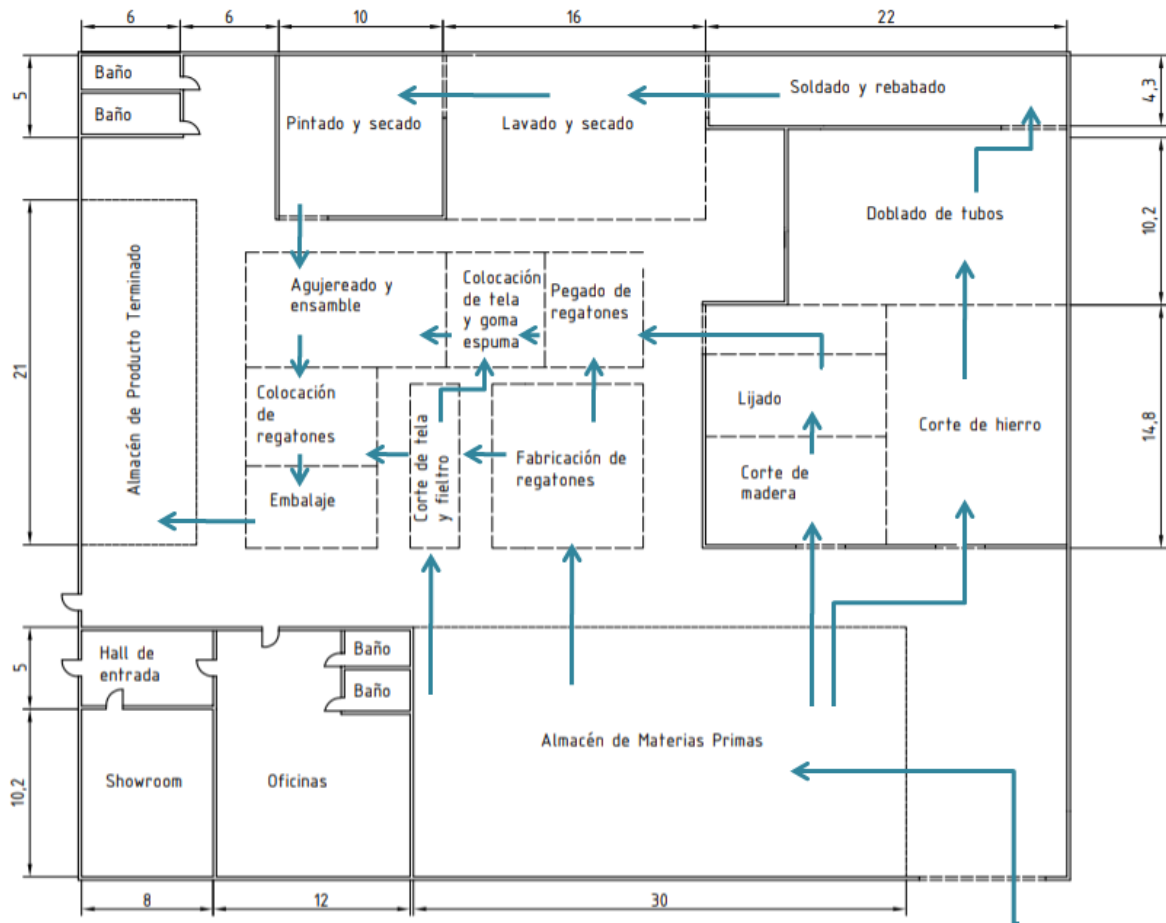 6
6
10
16
22
5
Baño
Baño
Pintado y secado
Lavado y secado
Soldado y rebabado
4,3
Doblado de tubos
10,2
21
Almacén de Producto Terminado
Agujereado y
ensamble
Colocación
de tela
y goma
espuma
Pegado de
regatones
Colocación
de
regatones
Corte de tela
y fieltro
Fabricación de
regatones
Embalaje
Lijado
Corte de
madera
Corte de hierro
14,8
5
Hall de
entrada
Baño
Baño
10,2
Showroom
Oficinas
Almacén de Materias Primas
8
12
30